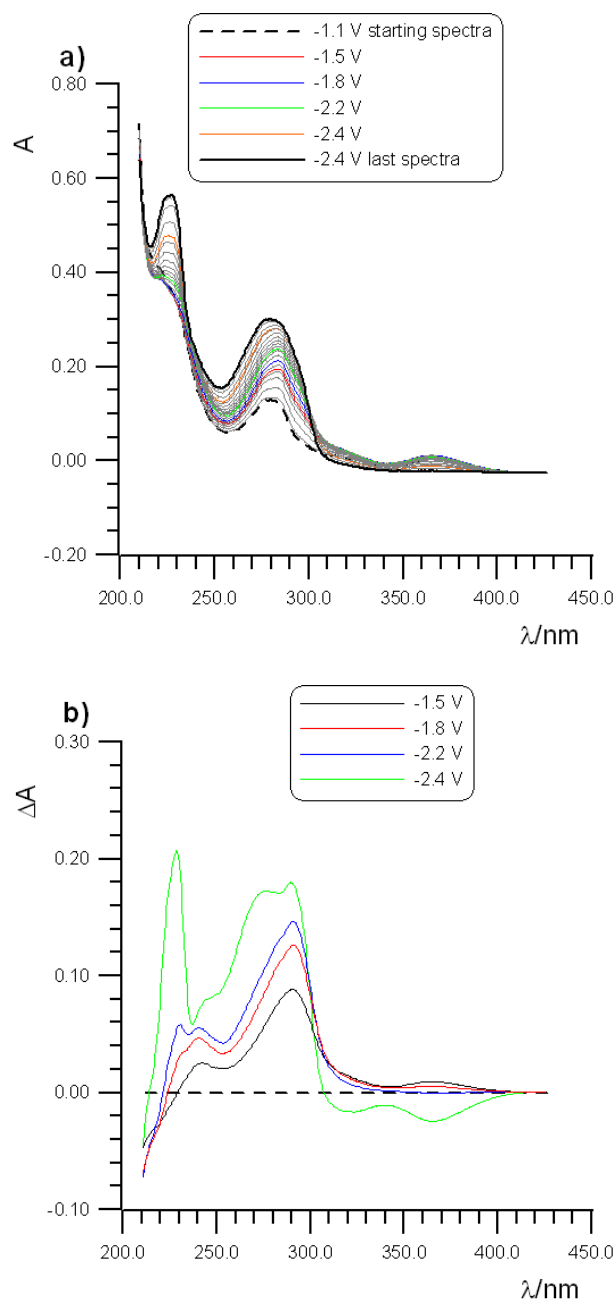 -1.1 V starting spectra
-1.5 V
-1.8 V
-2.2 V
-2.4 V
-2.4 V last spectra
a)
A
0.80
0.60
0.40
0.20
0.00
-0.20
200.0 250.0 300.0 350.0 400.0 450.0
λ/nm
b)
-1.5 V
-1.8 V
-2.2 V
-2.4 V
ΔA
0.30
0.20
0.10
0.00
-0.10
200.0 250.0 300.0 350.0 400.0 450.0
λ/nm